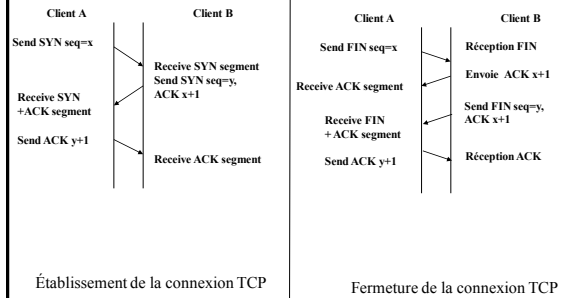 Client A
Client B
Send SYN seq=x
Receive SYN segment
Send SYN seq=y,
ACK x+1
Receive SYN
+ACK segment
Send ACK y+1
Receive ACK segment
Établissement de la connexion TCP
Client A
Client B
Send FIN seq=x
Réception FIN
Envoie ACK x+1
Receive ACK segment
Send FIN seq=y,
ACK x+1
Receive FIN
+ ACK segment
Send ACK y+1
Réception ACK
Fermeture de la connexion TCP